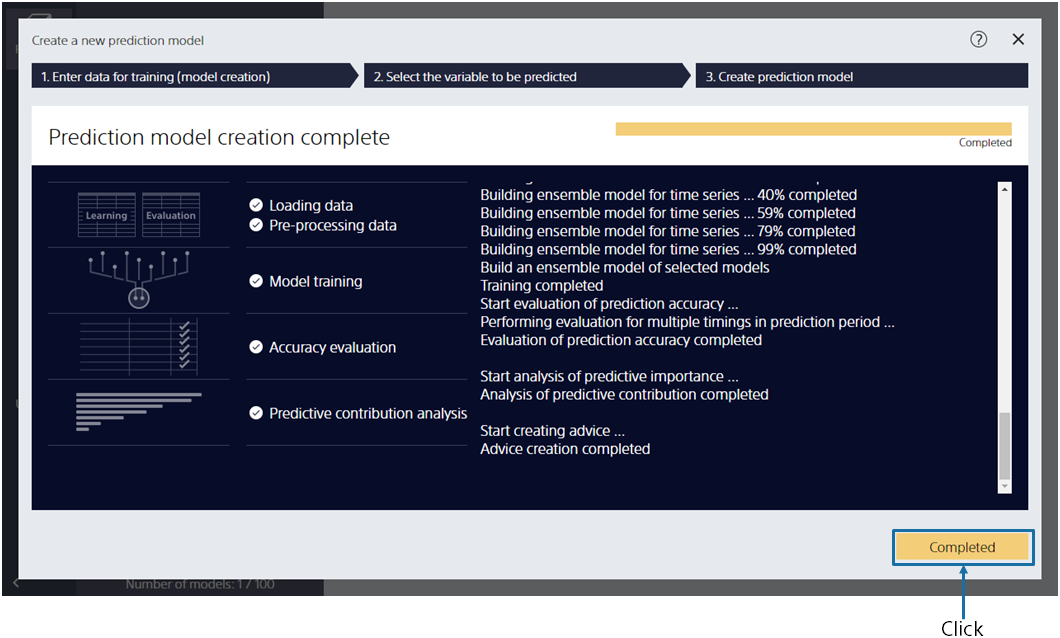 Create a new prediction model
?
1. Enter data for training (model creation)
2. Select the variable to be predicted
3. Create prediction model
Prediction model creation complete
Completed
Learning
Evaluation
Loading data
Pre-processing data
Model training
Accuracy evaluation
Predictive contribution analysis
Building ensemble model for time series ... 40% completed
Building ensemble model for time series ... 59% completed
Building ensemble model for time series ... 79% completed
Building ensemble model for time series ... 99% completed
Build an ensemble model of selected models
Training completed
Start evaluation of prediction accuracy ...
Performing evaluation for multiple timings in prediction period ...
Evaluation of prediction accuracy completed
Start analysis of predictive importance ...
Analysis of predictive contribution completed
Start creating advice ...
Advice creation completed
Completed
Number of models: 1 / 100
Click